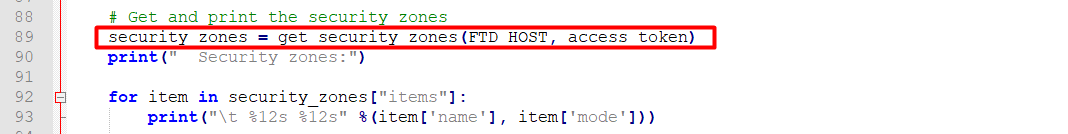 88 # Get and print the security zones
89 security zones = get security zones(FTD HOST, access token)
90 print("  Security zones:")
91
92 for item in security_zones["items"]:
93 print("\t %12s %12s" %(item['name'], item['mode']))